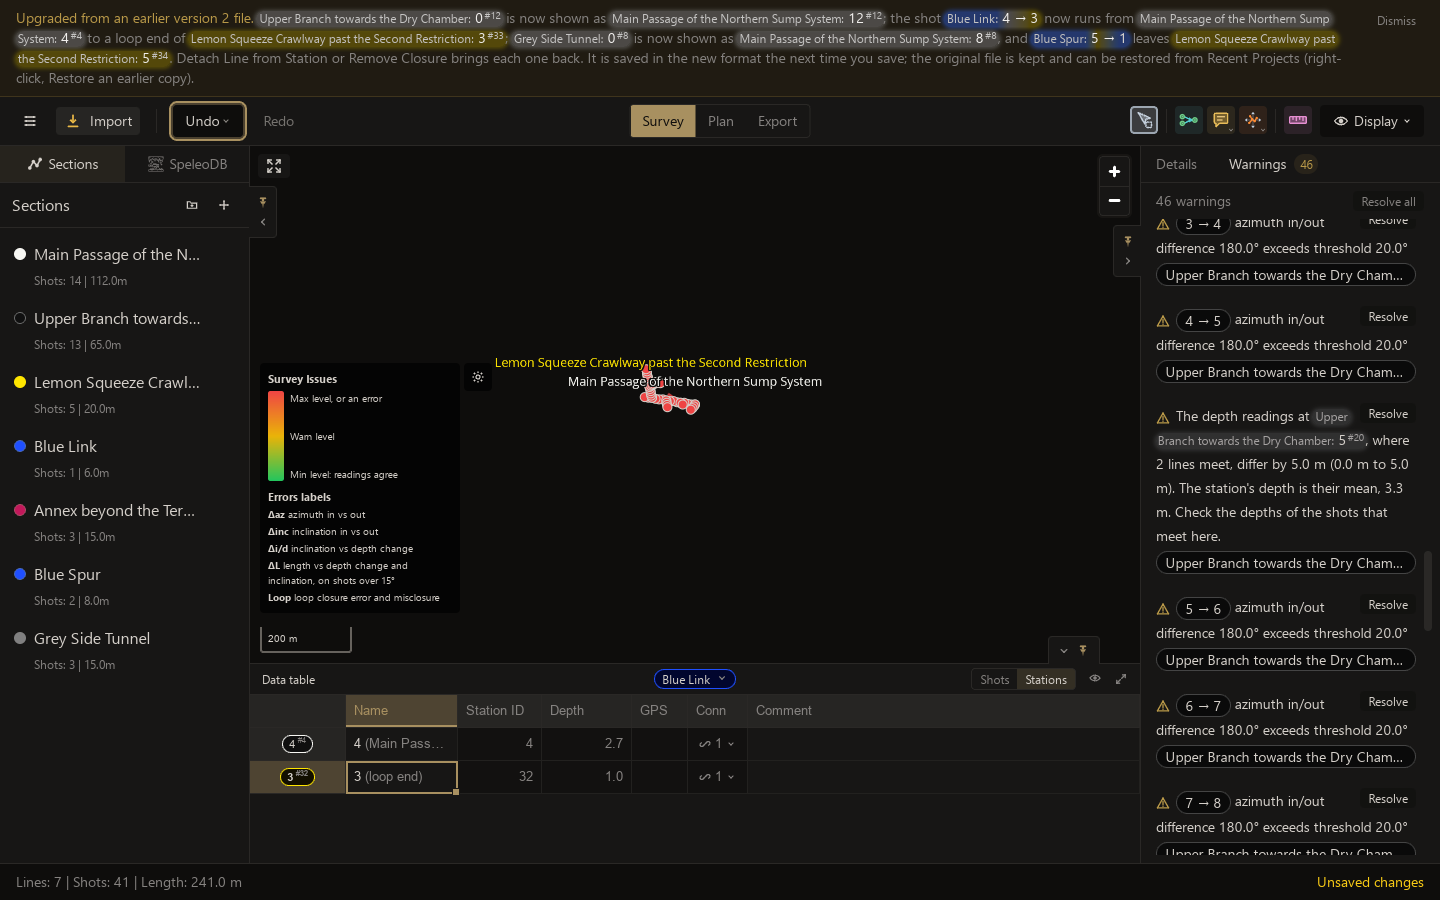 Upgraded from an earlier version 2 file. Upper Branch towards the Dry Chamber: 0 #12 is now shown as Main Passage of the Northern Sump System: 12 #12; the shot Blue Link: 4 → 3 now runs from Main Passage of the Northern Sump
System: 4 #4 to a loop end of Lemon Squeeze Crawlway past the Second Restriction: 3 #33; Grey Side Tunnel: 0 #8 is now shown as Main Passage of the Northern Sump System: 8 #8, and Blue Spur: 5 → 1 leaves Lemon Squeeze Crawlway past
the Second Restriction: 5 #34. Detach Line from Station or Remove Closure brings each one back. It is saved in the new format the next time you save; the original file is kept and can be restored from Recent Projects (right-
click, Restore an earlier copy).
Dismiss
Import
Undo
Redo
Survey
Plan
Export
Display
Sections
SpeleoDB
Details
Warnings 46
Sections
46 warnings
Resolve all
Main Passage of the N...
Shots: 14 | 112.0m
Upper Branch towards...
Shots: 13 | 65.0m
Lemon Squeeze Crawl...
Shots: 5 | 20.0m
Blue Link
Shots: 1 | 6.0m
Annex beyond the Ter...
Shots: 3 | 15.0m
Blue Spur
Shots: 2 | 8.0m
Grey Side Tunnel
Shots: 3 | 15.0m
Lemon Squeeze Crawlway past the Second Restriction
Main Passage of the Northern Sump System
Survey Issues
Max level, or an error
Warn level
Min level: readings agree
Errors labels
Δaz azimuth in vs out
Δinc inclination in vs out
Δi/d inclination vs depth change
ΔL length vs depth change and
inclination, on shots over 15°
Loop loop closure error and misclosure
200 m
3 → 4 azimuth in/out
Resolve
difference 180.0° exceeds threshold 20.0°
Upper Branch towards the Dry Cham...
4 → 5 azimuth in/out
Resolve
difference 180.0° exceeds threshold 20.0°
Upper Branch towards the Dry Cham...
The depth readings at Upper
Resolve
Branch towards the Dry Chamber: 5 #20, where
2 lines meet, differ by 5.0 m (0.0 m to 5.0
m). The station's depth is their mean, 3.3
m. Check the depths of the shots that
meet here.
Upper Branch towards the Dry Cham...
5 → 6 azimuth in/out
Resolve
difference 180.0° exceeds threshold 20.0°
Upper Branch towards the Dry Cham...
6 → 7 azimuth in/out
Resolve
difference 180.0° exceeds threshold 20.0°
Upper Branch towards the Dry Cham...
7 → 8 azimuth in/out
Resolve
difference 180.0° exceeds threshold 20.0°
Upper Branch towards the Dry Cham...
Data table
Blue Link
Shots
Stations
Name Station ID Depth GPS Conn Comment
4 #4 4 (Main Pass... 4 2.7 1
3 #32 3 (loop end) 32 1.0 1
Lines: 7 | Shots: 41 | Length: 241.0 m
Unsaved changes